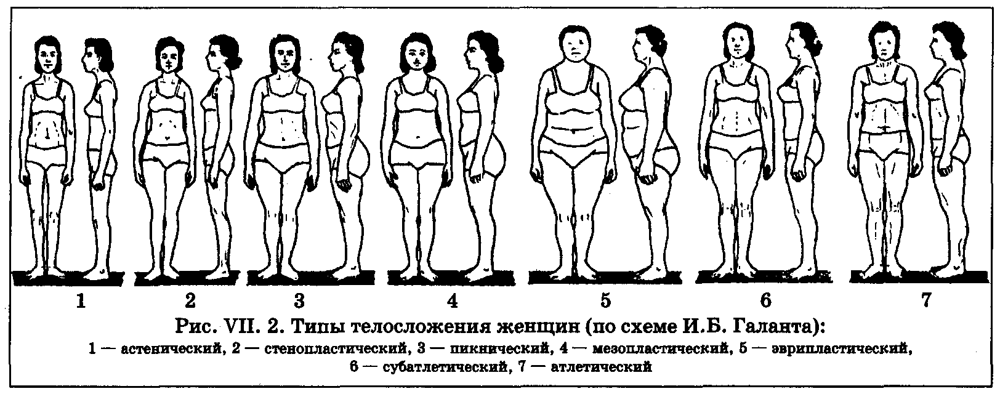 1 2 3 4 5 6 7
Рис. VII. 2. Типы телосложения женщин (по схеме И.Б. Галанта):
1 — астенический, 2 — стенопластический, 3 — пикнический, 4 — мезопластический, 5 — эврипластический,
6 — субатлетический, 7 — атлетический